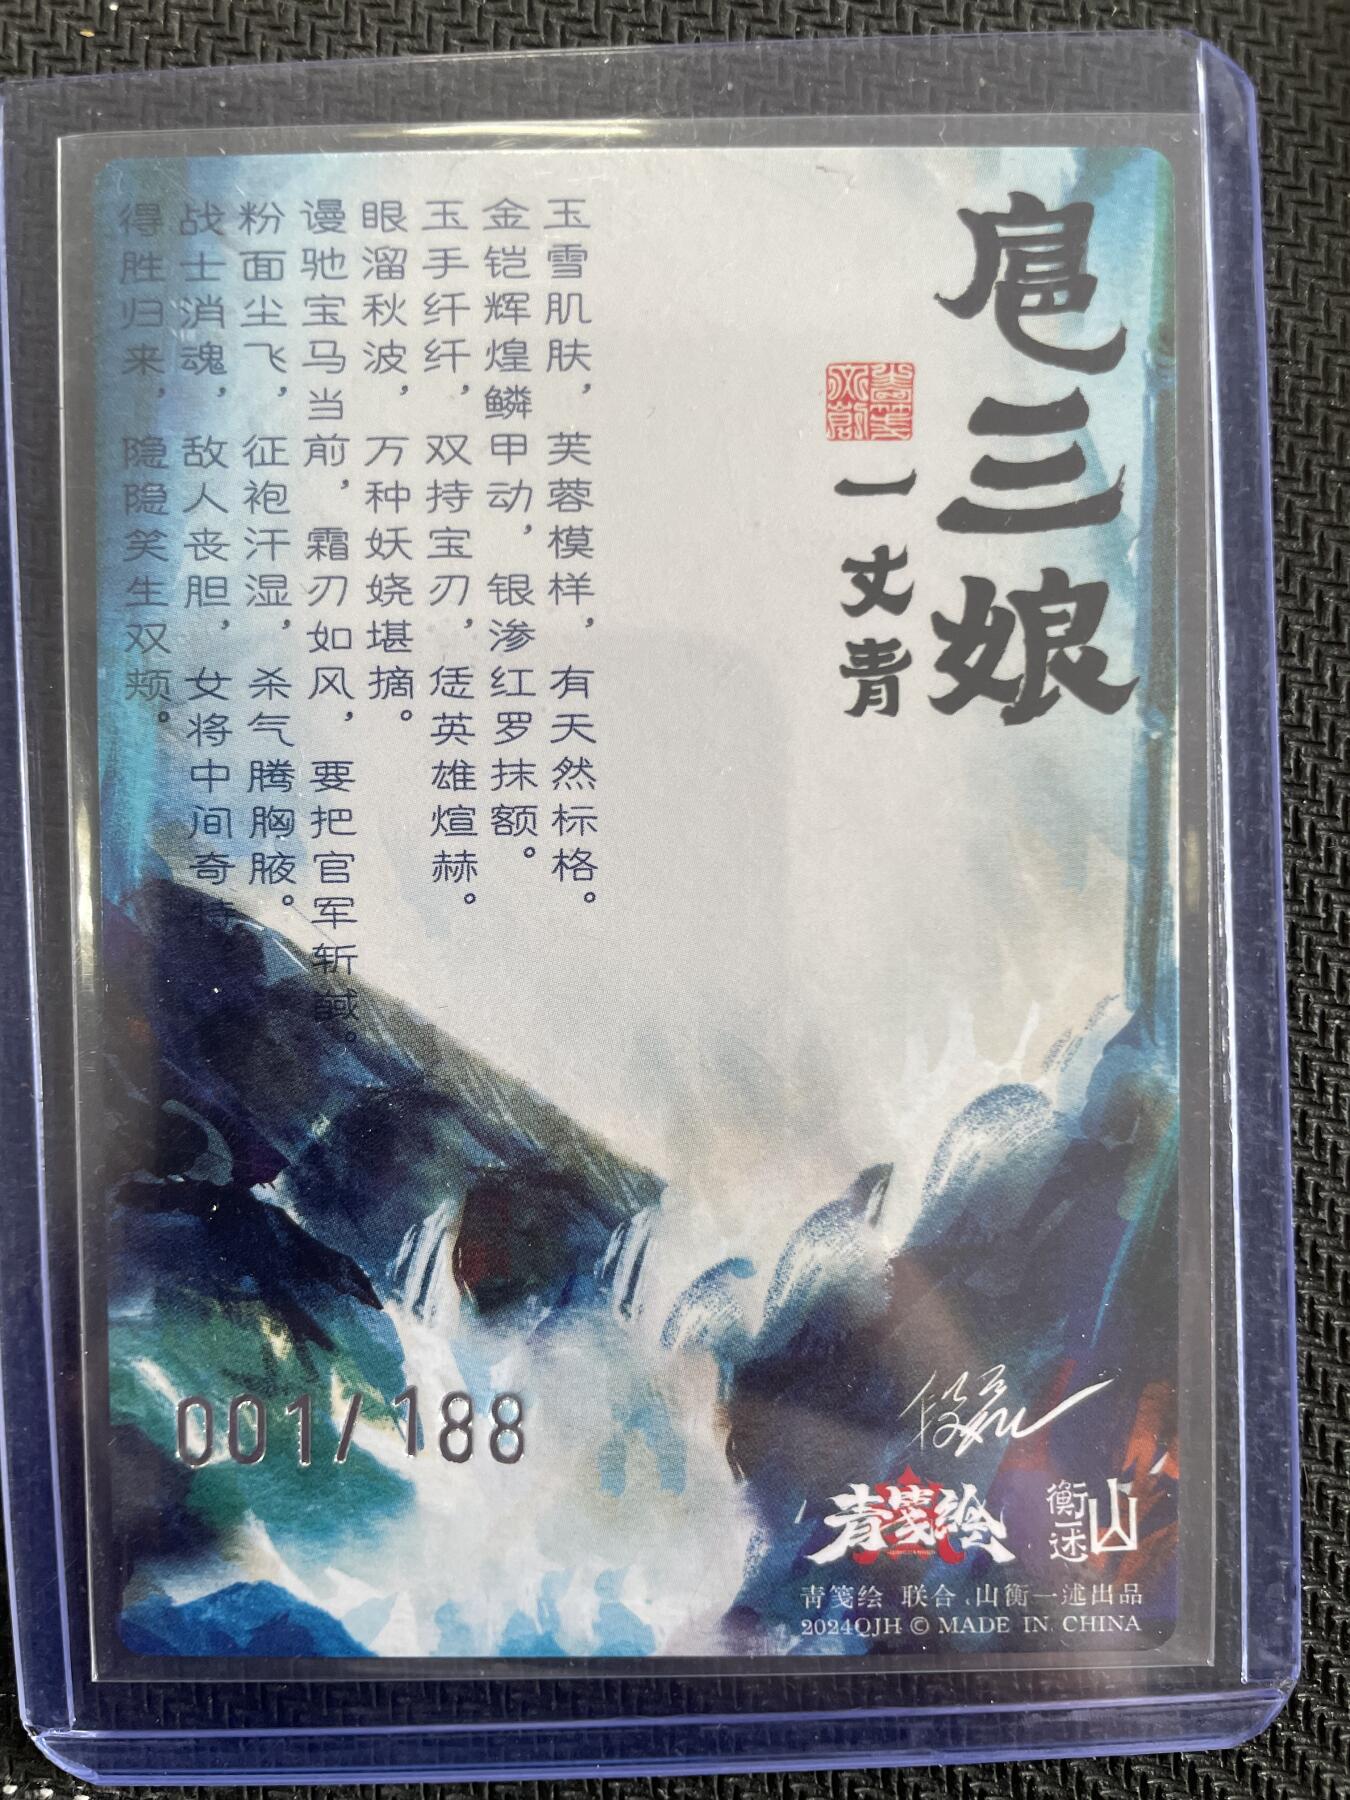 扈三娘
一丈青
青笺
文创
玉雪肌肤，芙蓉模样，有天然标格。
金铠辉煌鳞甲动，银渗红罗抹额。
玉手纤纤，双持宝刃，恁英雄煊赫。
眼溜秋波，万种妖娆堪摘。
谩驰宝马当前，霜刃如风，要把官军斩馘。
粉面尘飞，征袍汗湿，杀气腾胸腋。
战士消魂，敌人丧胆，女将中间奇特
得胜归来，隐隐笑生双颊。
001/188
青笺绘
山衡一述
青笺绘 联合 山衡一述出品
2024QJH © MADE IN CHINA